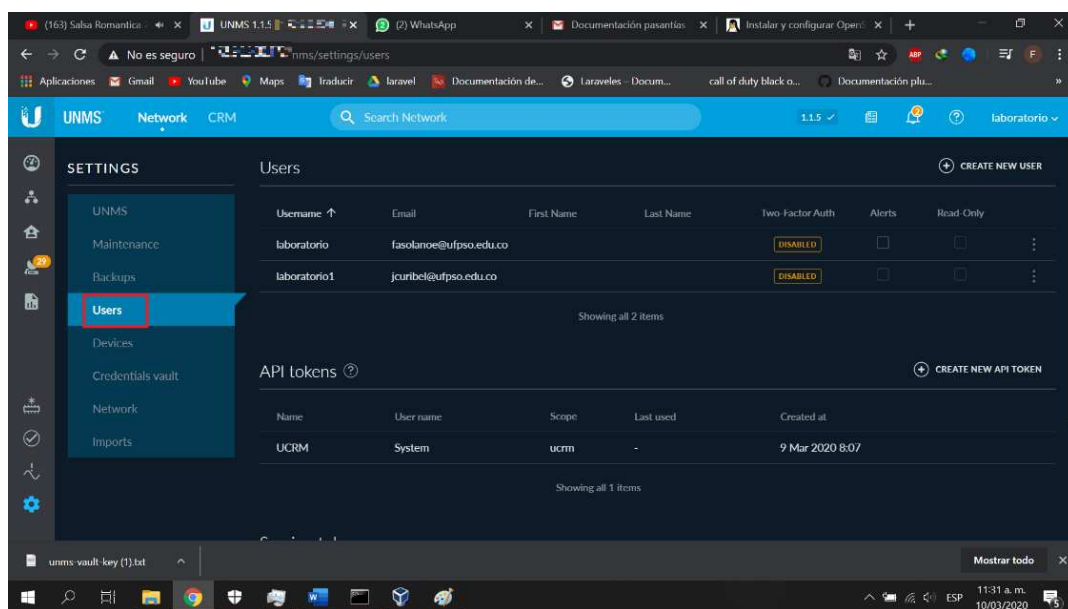 (163) Salsa Romantica
UNMS 1.1.5
(2) WhatsApp
Documentación pasantías
Instalar y configurar Open
No es seguro
nms/settings/users
ABP
F
Aplicaciones
Gmail
YouTube
Maps
Traducir
laravel
Documentación de...
Laraveles – Docum...
call of duty black o...
Documentación plu...
»
UNMS
Network
CRM
Search Network
1.1.5
2
laboratorio
SETTINGS
Users
CREATE NEW USER
UNMS
Maintenance
Backups
Users
Devices
Credentials vault
Network
Imports
29
Username
Email
First Name
Last Name
Two-Factor Auth
Alerts
Read-Only
laboratorio
fasolanoe@ufpso.edu.co
DISABLED
laboratorio1
jcuribel@ufpso.edu.co
DISABLED
Showing all 2 items
API tokens
CREATE NEW API TOKEN
Name
User name
Scope
Last used
Created at
UCRM
System
ucrm
-
9 Mar 2020 8:07
Showing all 1 items
unms-vault-key (1).txt
Mostrar todo
ESP
11:31 a. m.
10/03/2020
5